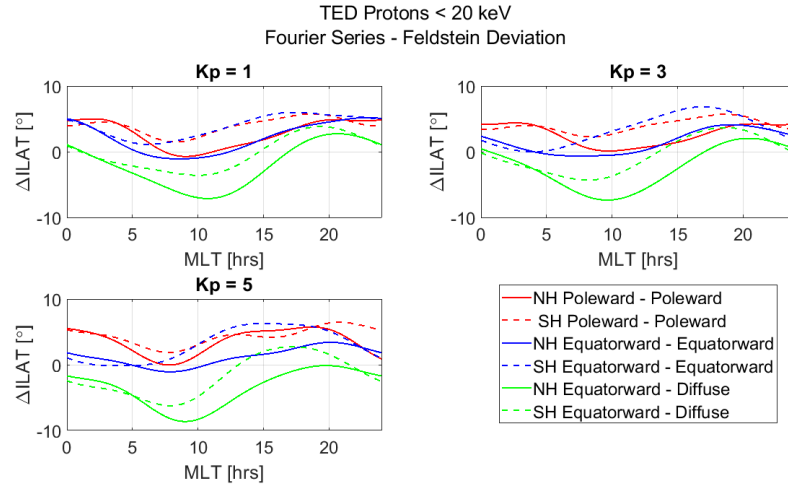 TED Protons < 20 keV
Fourier Series - Feldstein Deviation
Kp = 1
10
0
-10
ΔILAT [°]
0 5 10 15 20
MLT [hrs]
Kp = 3
10
0
-10
ΔILAT [°]
0 5 10 15 20
MLT [hrs]
Kp = 5
10
0
-10
ΔILAT [°]
0 5 10 15 20
MLT [hrs]
NH Poleward - Poleward
SH Poleward - Poleward
NH Equatorward - Equatorward
SH Equatorward - Equatorward
NH Equatorward - Diffuse
SH Equatorward - Diffuse